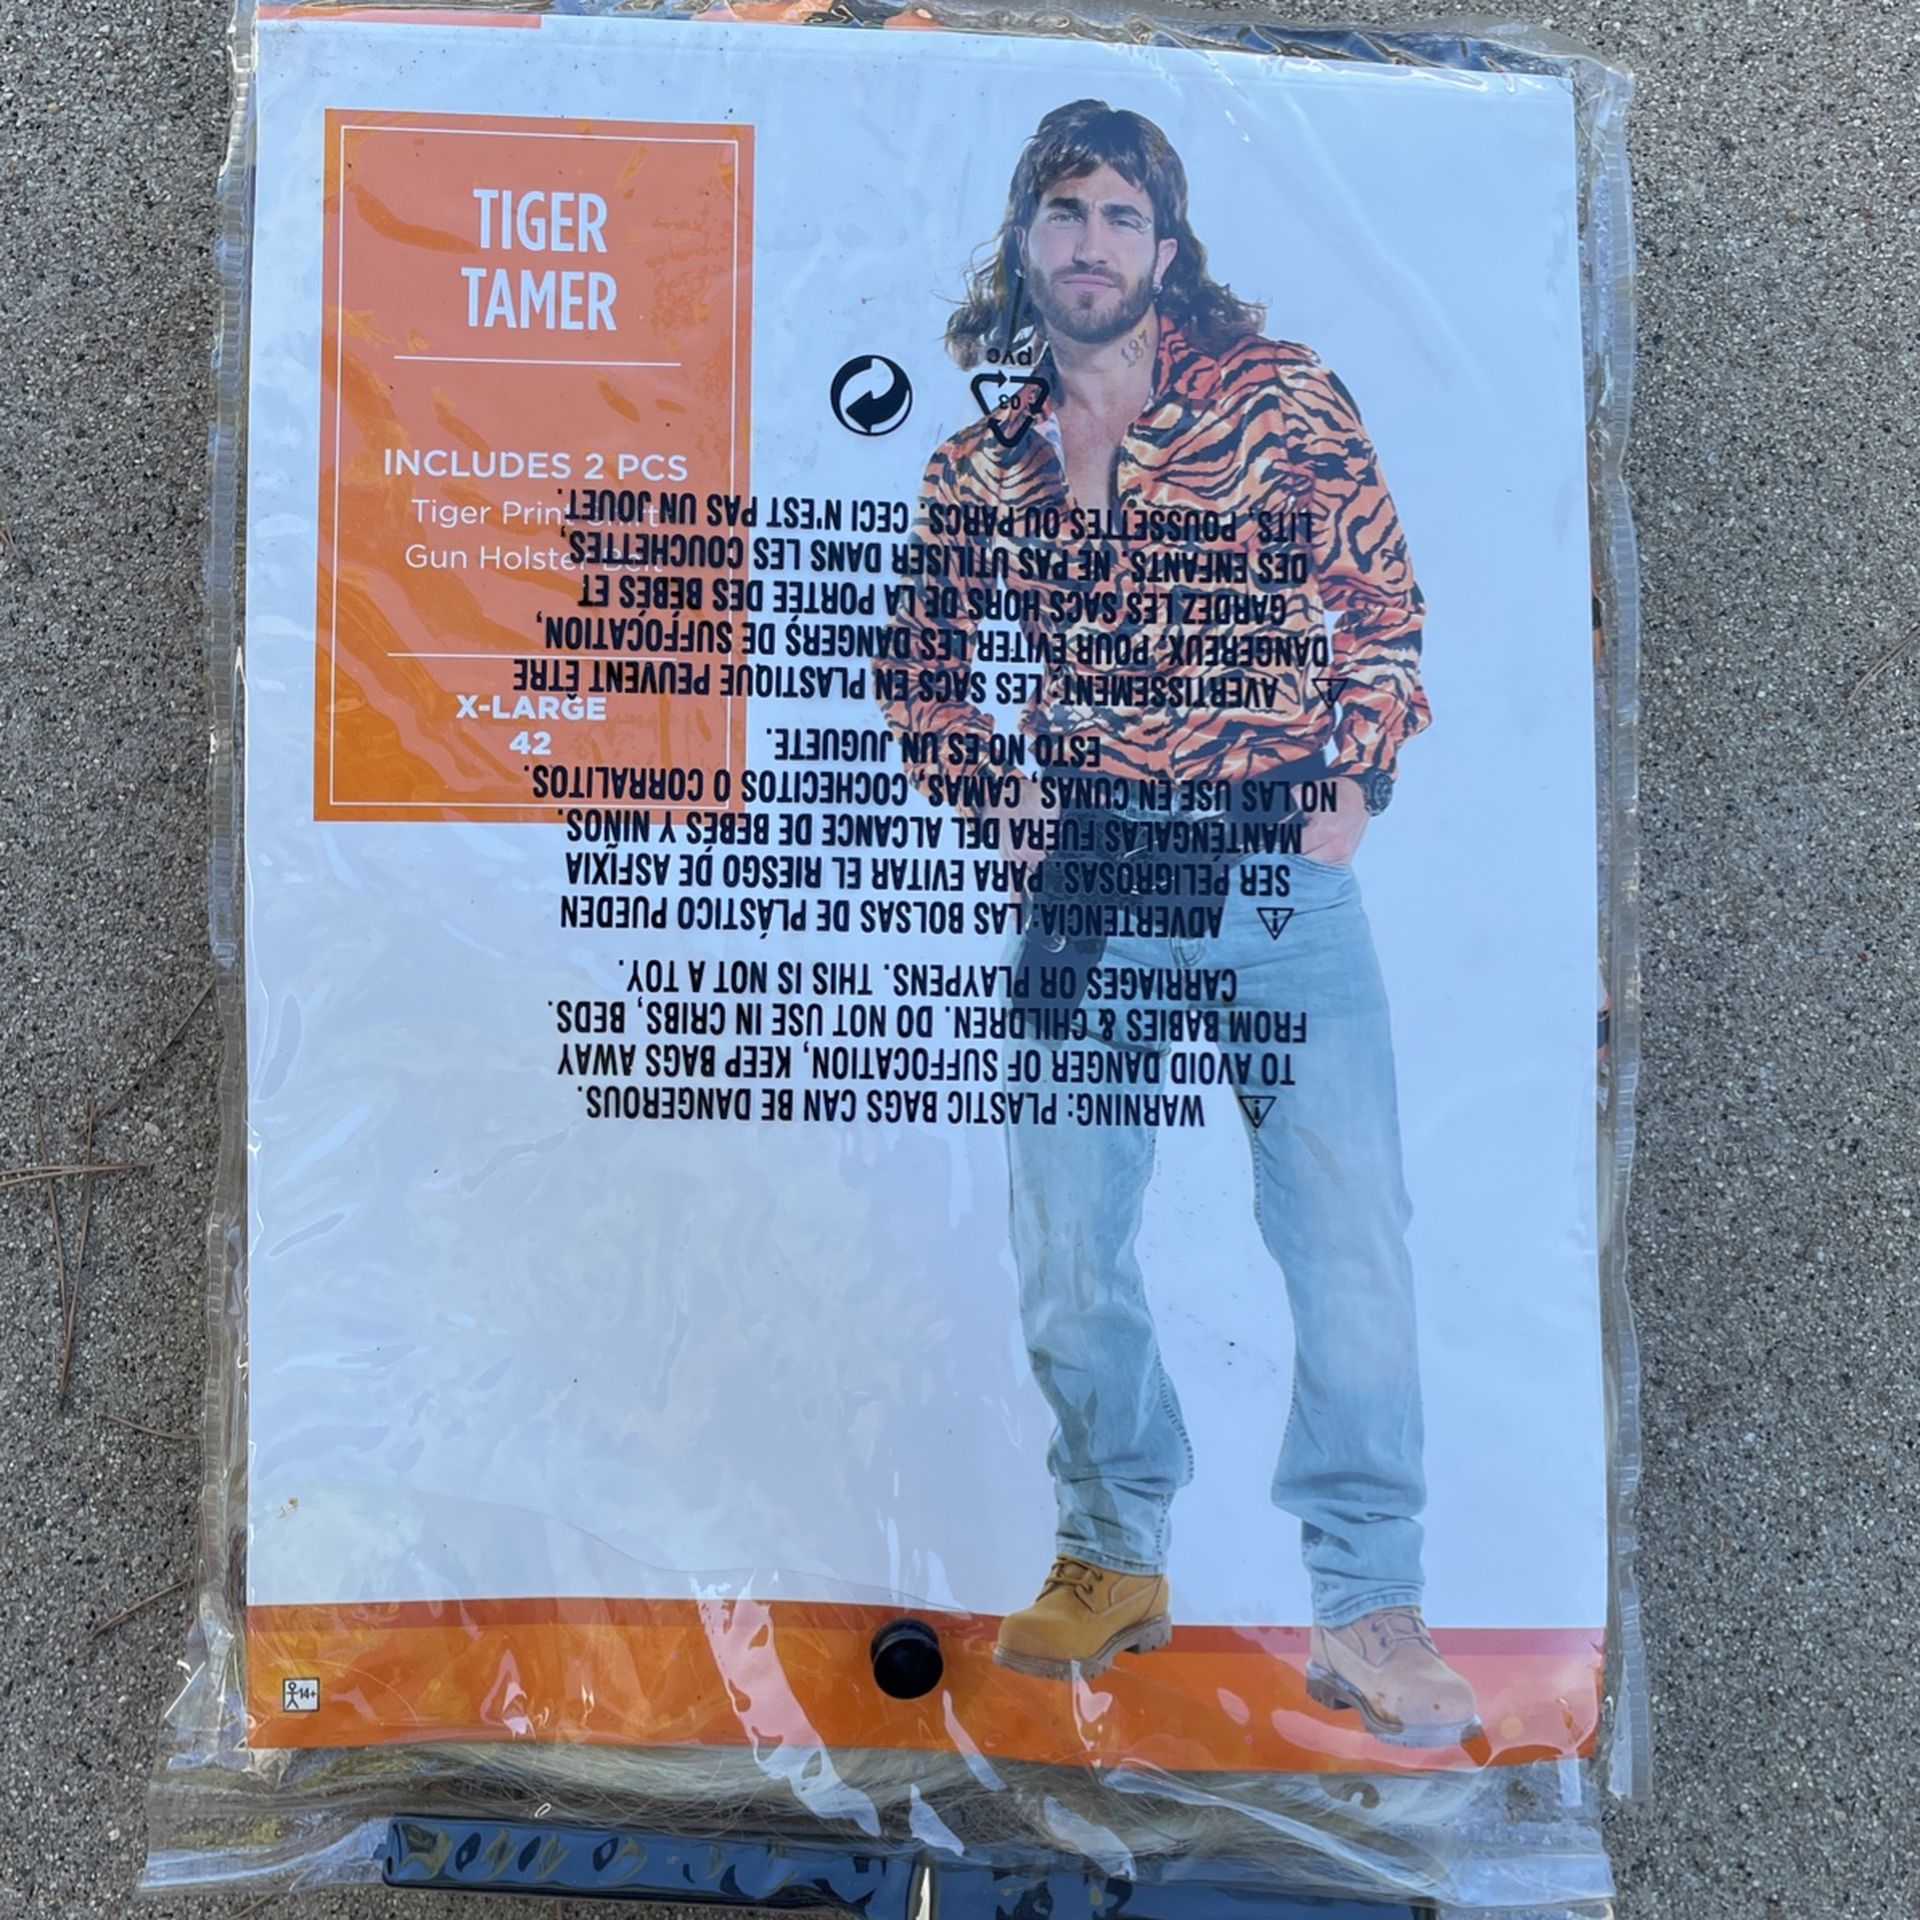 TIGER
TAMER
INCLUDES 2 PCS
Tiger Print Shirt
Gun Holster Belt
X-LARGE
42
14+
187
PVC
03
WARNING: PLASTIC BAGS CAN BE DANGEROUS.
TO AVOID DANGER OF SUFFOCATION, KEEP BAGS AWAY
FROM BABIES & CHILDREN. DO NOT USE IN CRIBS, BEDS.
CARRIAGES OR PLAYPENS. THIS IS NOT A TOY.
ADVERTENCIA: LAS BOLSAS DE PLÁSTICO PUEDEN
SER PELIGROSAS. PARA EVITAR EL RIESGO DE ASFIXIA
MANTÉNGALAS FUERA DEL ALCANCE DE BEBÉS Y NIÑOS.
NO LAS USE EN CUNAS, CAMAS, COCHECITOS O CORRALITOS.
ESTO NO ES UN JUGUETE.
AVERTISSEMENT: LES SACS EN PLASTIQUE PEUVENT ÊTRE
DANGEREUX. POUR ÉVITER LES DANGERS DE SUFFOCATION,
GARDEZ LES SACS HORS DE LA PORTÉE DES BÉBÉS ET
DES ENFANTS. NE PAS UTILISER DANS LES COUCHETTES,
LITS, POUSSETTES OU PARCS. CECI N'EST PAS UN JOUET.